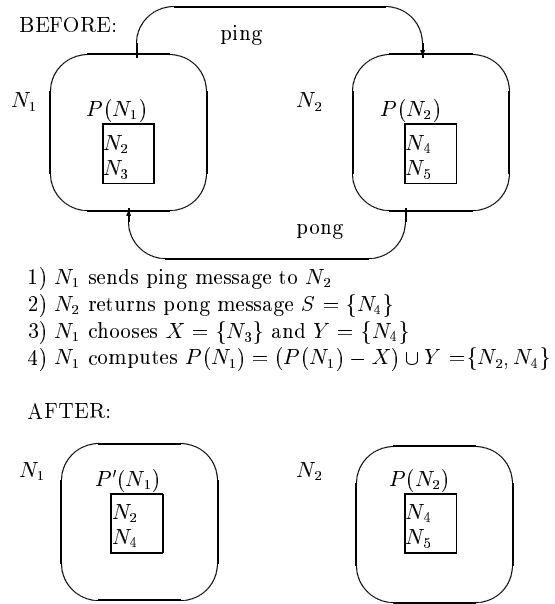 BEFORE:
ping
N₁
P(N₁)
N₂
N₃
N₂
P(N₂)
N₄
N₅
pong
1) N₁ sends ping message to N₂
2) N₂ returns pong message S = {N₄}
3) N₁ chooses X = {N₃} and Y = {N₄}
4) N₁ computes P(N₁) = (P(N₁) − X) ∪ Y ={N₂, N₄}
AFTER:
N₁
P′(N₁)
N₂
N₄
N₂
P(N₂)
N₄
N₅